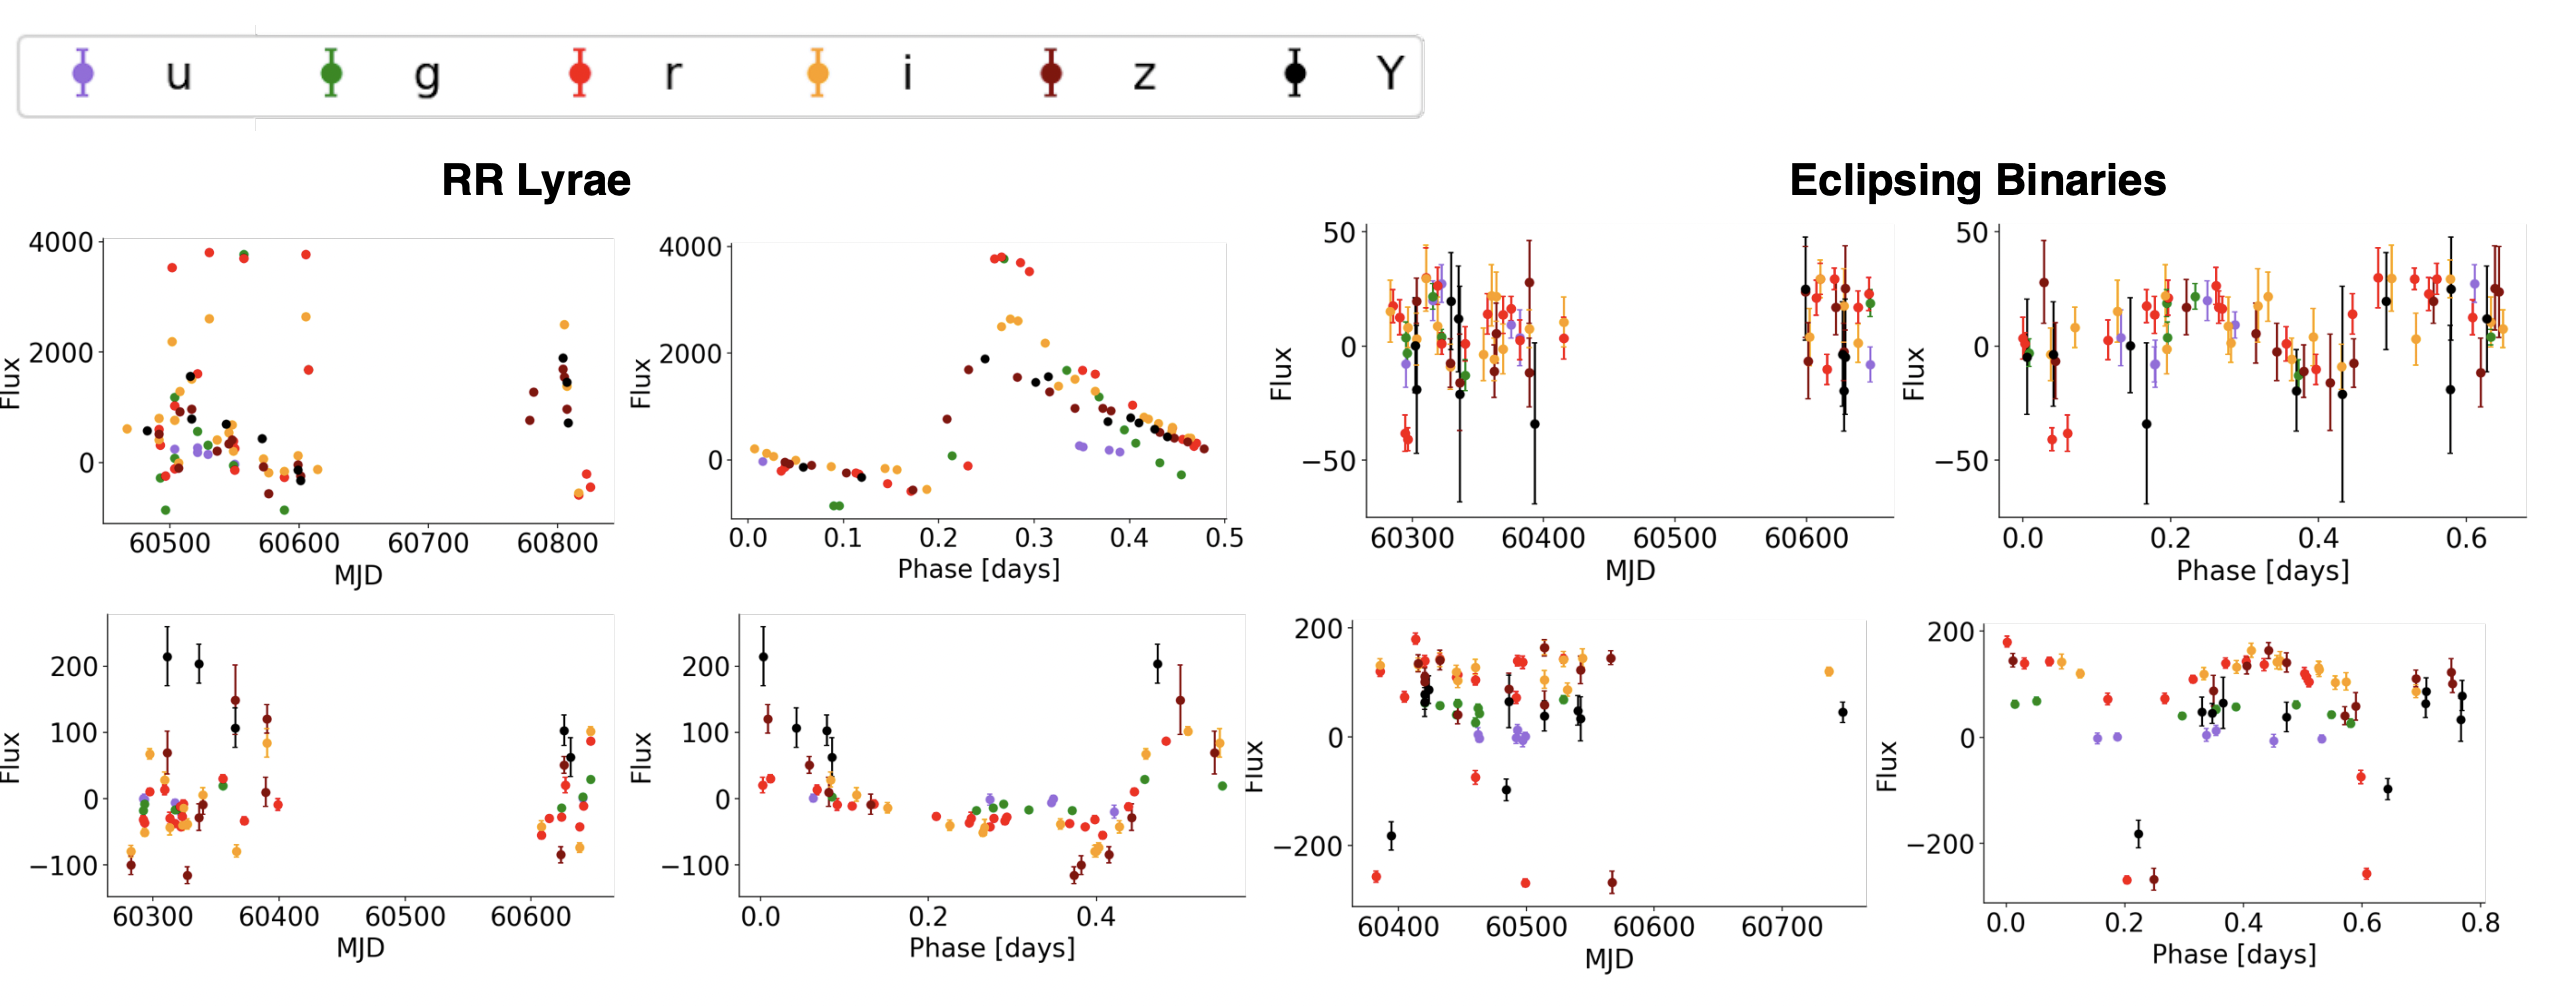 u g r i z Y
RR Lyrae
Eclipsing Binaries
4000
2000
0
Flux
60500 60600 60700 60800
MJD
4000
2000
0
Flux
0.0 0.1 0.2 0.3 0.4 0.5
Phase [days]
50
0
−50
Flux
60300 60400 60500 60600
MJD
50
0
−50
Flux
0.0 0.2 0.4 0.6
Phase [days]
200
100
0
−100
Flux
60300 60400 60500 60600
MJD
200
100
0
−100
Flux
0.0 0.2 0.4
Phase [days]
200
0
−200
Flux
60400 60500 60600 60700
MJD
200
0
−200
Flux
0.0 0.2 0.4 0.6 0.8
Phase [days]